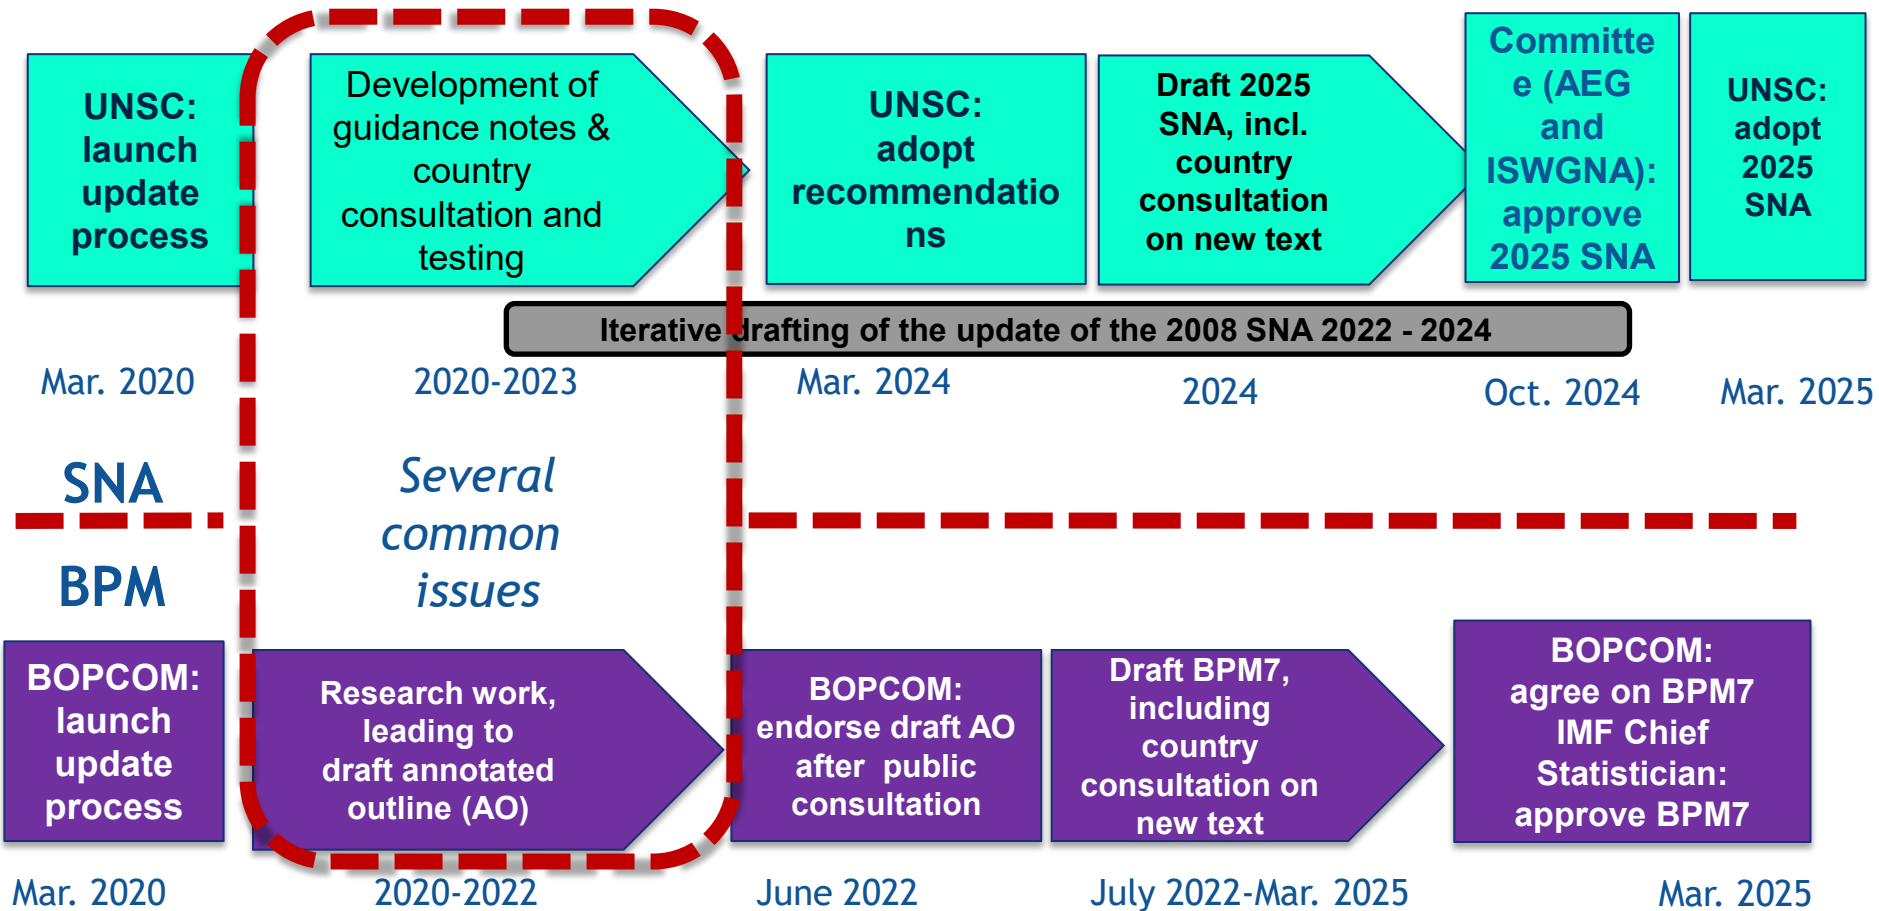 UNSC:
launch
update
process
Development of
guidance notes &
country
consultation and
testing
UNSC:
adopt
recommendatio
ns
Draft 2025
SNA, incl.
country
consultation
on new text
Committe
e (AEG
and
ISWGNA):
approve
2025 SNA
UNSC:
adopt
2025
SNA
Iterative drafting of the update of the 2008 SNA 2022 - 2024
Mar. 2020
2020-2023
Mar. 2024
2024
Oct. 2024
Mar. 2025
SNA
Several
common
issues
BPM
BOPCOM:
launch
update
process
Research work,
leading to
draft annotated
outline (AO)
BOPCOM:
endorse draft AO
after public
consultation
Draft BPM7,
including
country
consultation on
new text
BOPCOM:
agree on BPM7
IMF Chief
Statistician:
approve BPM7
Mar. 2020
2020-2022
June 2022
July 2022-Mar. 2025
Mar. 2025